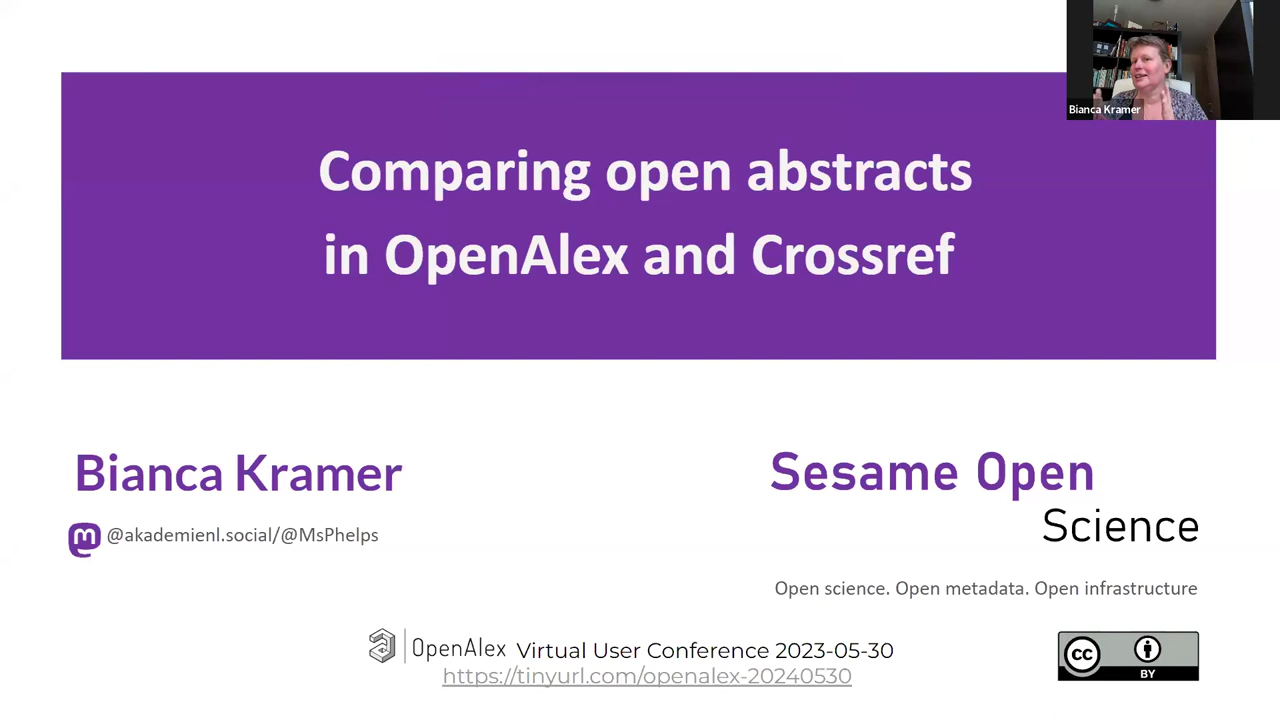 Bianca Kramer
Comparing open abstracts
in OpenAlex and Crossref
Bianca Kramer
@akademienl.social/@MsPhelps
Sesame Open
Science
Open science. Open metadata. Open infrastructure
OpenAlex Virtual User Conference 2023-05-30
https://tinyurl.com/openalex-20240530
CC
BY